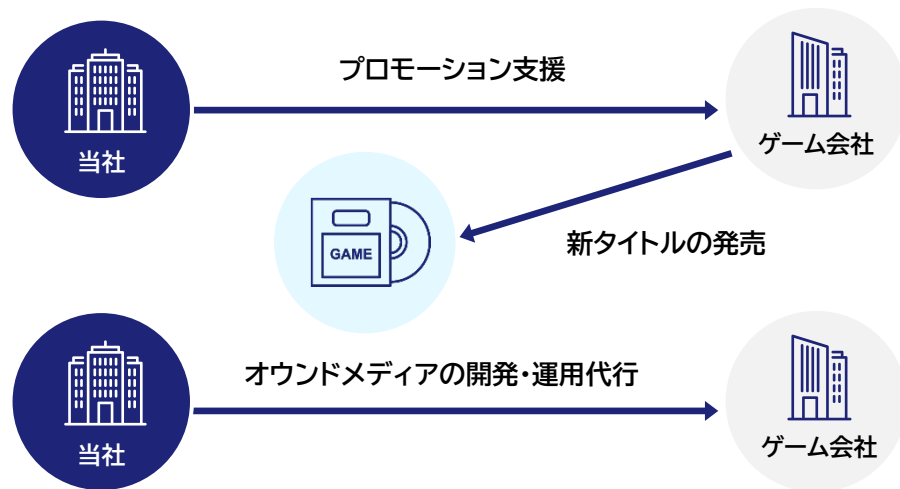 プロモーション支援
当社
ゲーム会社
GAME
新タイトルの発売
オウンドメディアの開発・運用代行
当社
ゲーム会社